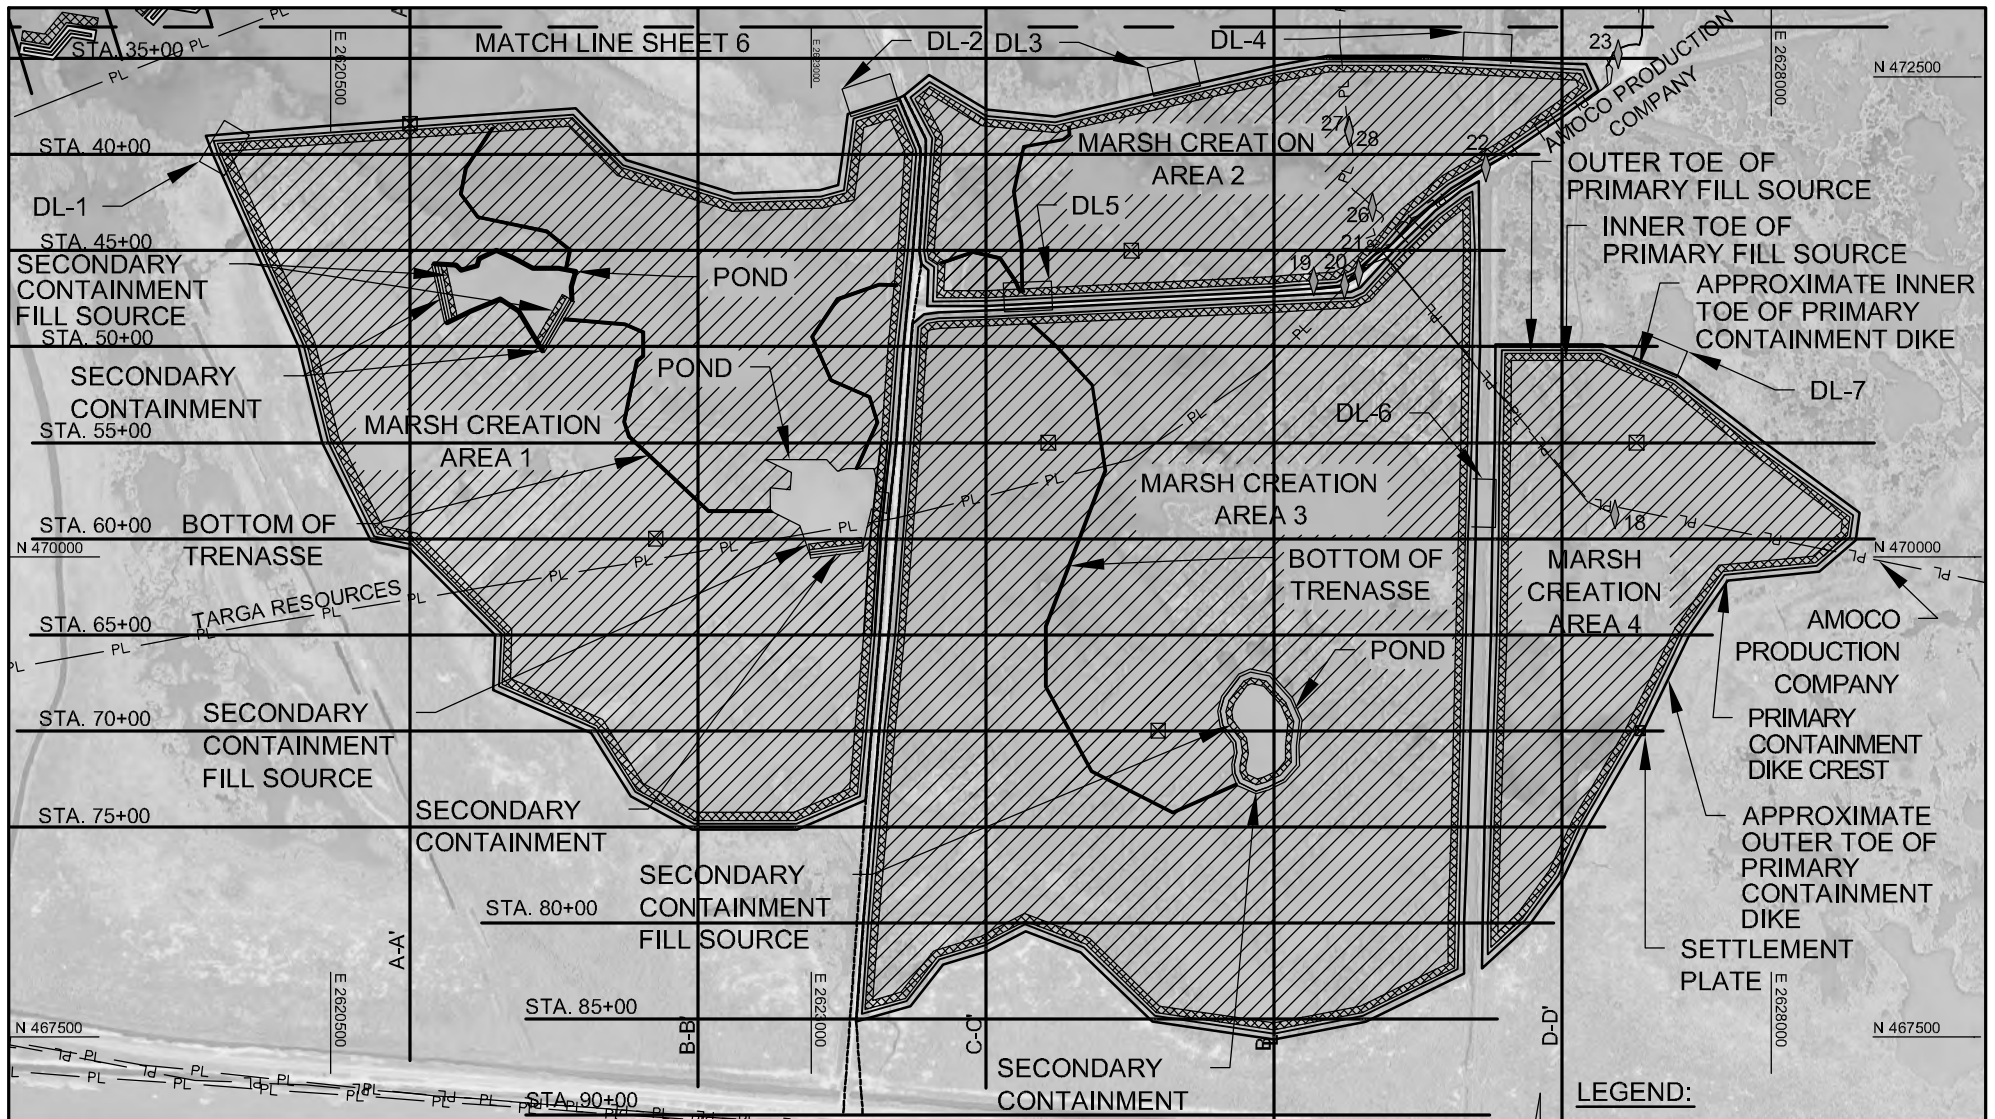 MATCH LINE SHEET 6
DL-2
DL3
DL-4
23
AMOCO PRODUCTION
COMPANY
STA. 35+00
PL
E 2620500
E 2623000
E 2628000
N 472500
STA. 40+00
MARSH CREATION
AREA 2
27
28
22
OUTER TOE OF
PRIMARY FILL SOURCE
DL-1
DL5
26
21
INNER TOE OF
PRIMARY FILL SOURCE
STA. 45+00
SECONDARY
CONTAINMENT
FILL SOURCE
POND
19
20
APPROXIMATE INNER
TOE OF PRIMARY
CONTAINMENT DIKE
STA. 50+00
SECONDARY
CONTAINMENT
POND
DL-7
DL-6
MARSH CREATION
AREA 1
STA. 55+00
MARSH CREATION
AREA 3
18
STA. 60+00
BOTTOM OF
TRENASSE
N 470000
N 470000
BOTTOM OF
TRENASSE
MARSH
CREATION
AREA 4
TARGA RESOURCES
STA. 65+00
POND
AMOCO
PRODUCTION
COMPANY
SECONDARY
CONTAINMENT
FILL SOURCE
STA. 70+00
PRIMARY
CONTAINMENT
DIKE CREST
STA. 75+00
SECONDARY
CONTAINMENT
APPROXIMATE
OUTER TOE OF
PRIMARY
CONTAINMENT
DIKE
SECONDARY
CONTAINMENT
FILL SOURCE
STA. 80+00
SETTLEMENT
PLATE
A-A'
E 2620500
E 2623000
E 2628000
STA. 85+00
N 467500
N 467500
B-B'
C-C'
D-D'
SECONDARY
CONTAINMENT
STA. 90+00
LEGEND: